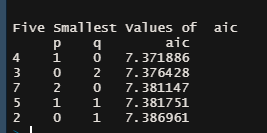 Five Smallest Values of  aic
    p    q    aic
4    1    0    7.371886
3    0    2    7.376428
7    2    0    7.381147
5    1    1    7.381751
2    0    1    7.386961
>